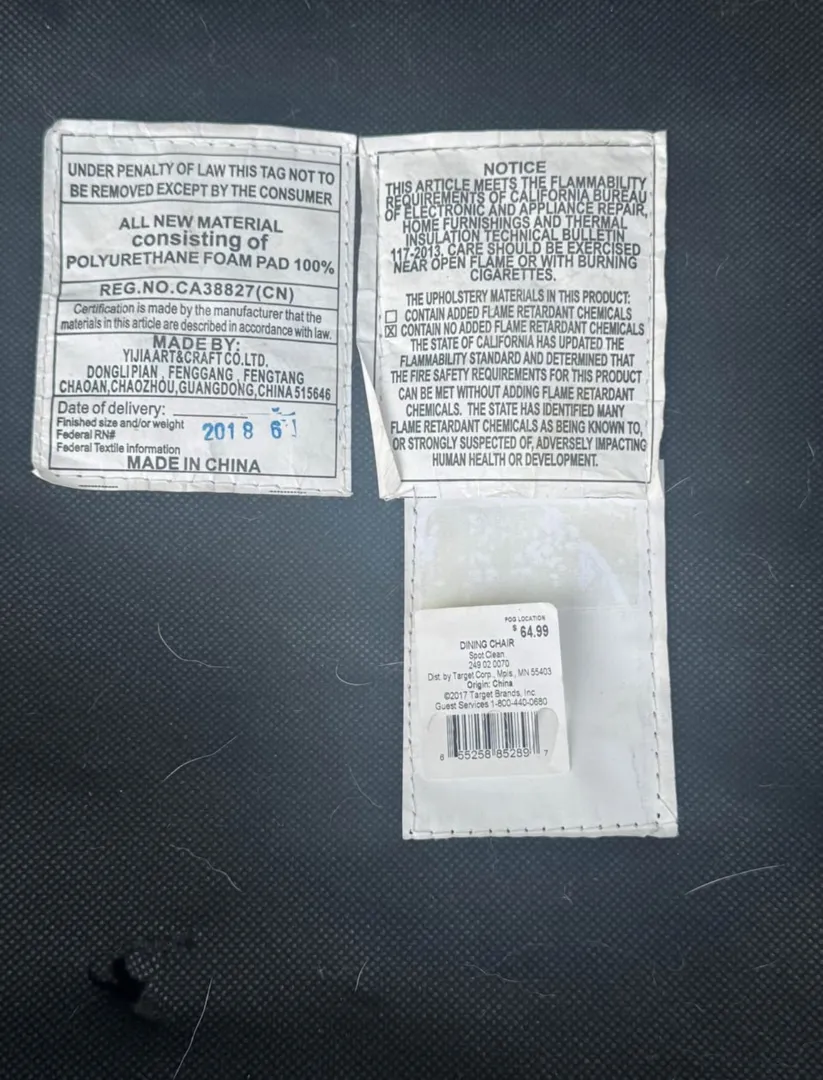 UNDER PENALTY OF LAW THIS TAG NOT TO
BE REMOVED EXCEPT BY THE CONSUMER
ALL NEW MATERIAL
consisting of
POLYURETHANE FOAM PAD 100%
REG.NO.CA38827(CN)
Certification is made by the manufacturer that the
materials in this article are described in accordance with law.
MADE BY:
YIJIAART&CRAFT CO.LTD.
DONGLIPIAN, FENGGANG, FENGTANG
CHAOAN,CHAOZHOU,GUANGDONG,CHINA 515646
Date of delivery:
Finished size and/or weight
Federal RN#
2018 6
Federal Textile information
MADE IN CHINA
NOTICE
THIS ARTICLE MEETS THE FLAMMABILITY
REQUIREMENTS OF CALIFORNIA BUREAU
OF ELECTRONIC AND APPLIANCE REPAIR,
HOME FURNISHINGS AND THERMAL
INSULATION TECHNICAL BULLETIN
117-2013. CARE SHOULD BE EXERCISED
NEAR OPEN FLAME OR WITH BURNING
CIGARETTES.
THE UPHOLSTERY MATERIALS IN THIS PRODUCT:
☐ CONTAIN ADDED FLAME RETARDANT CHEMICALS
☒ CONTAIN NO ADDED FLAME RETARDANT CHEMICALS
THE STATE OF CALIFORNIA HAS UPDATED THE
FLAMMABILITY STANDARD AND DETERMINED THAT
THE FIRE SAFETY REQUIREMENTS FOR THIS PRODUCT
CAN BE MET WITHOUT ADDING FLAME RETARDANT
CHEMICALS. THE STATE HAS IDENTIFIED MANY
FLAME RETARDANT CHEMICALS AS BEING KNOWN TO,
OR STRONGLY SUSPECTED OF, ADVERSELY IMPACTING
HUMAN HEALTH OR DEVELOPMENT.
POG LOCATION
$ 64.99
DINING CHAIR
Spot Clean
249 02 0070
Dist. by Target Corp., Mpls., MN 55403
Origin: China
©2017 Target Brands, Inc.
Guest Services 1-800-440-0680
6 55258 85289 7